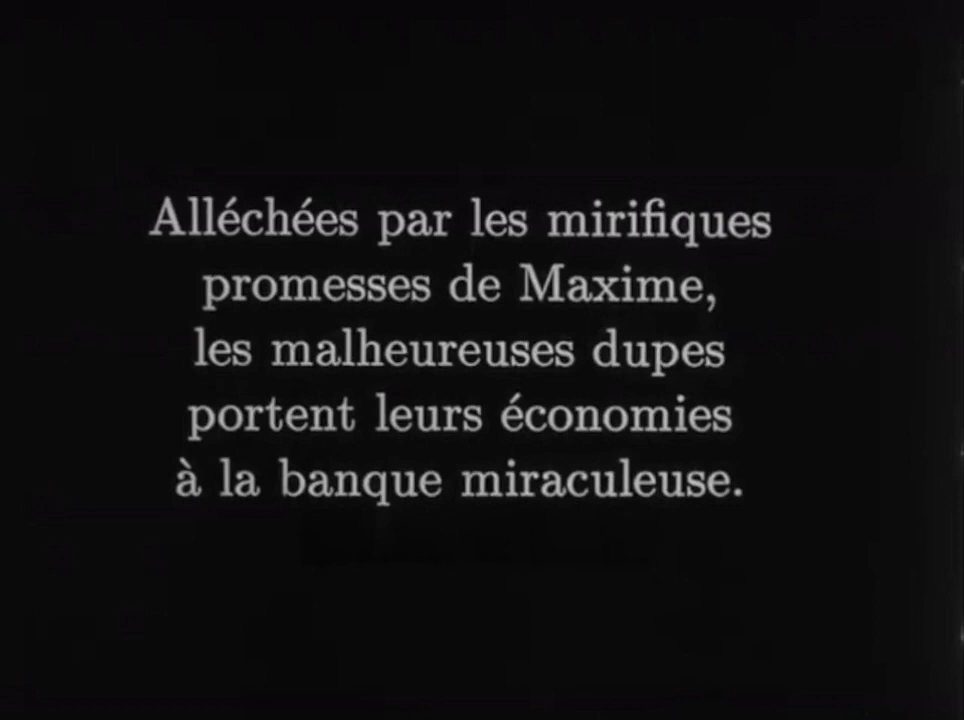 Alléchées par les mirifiques
promesses de Maxime,
les malheureuses dupes
portent leurs économies
à la banque miraculeuse.